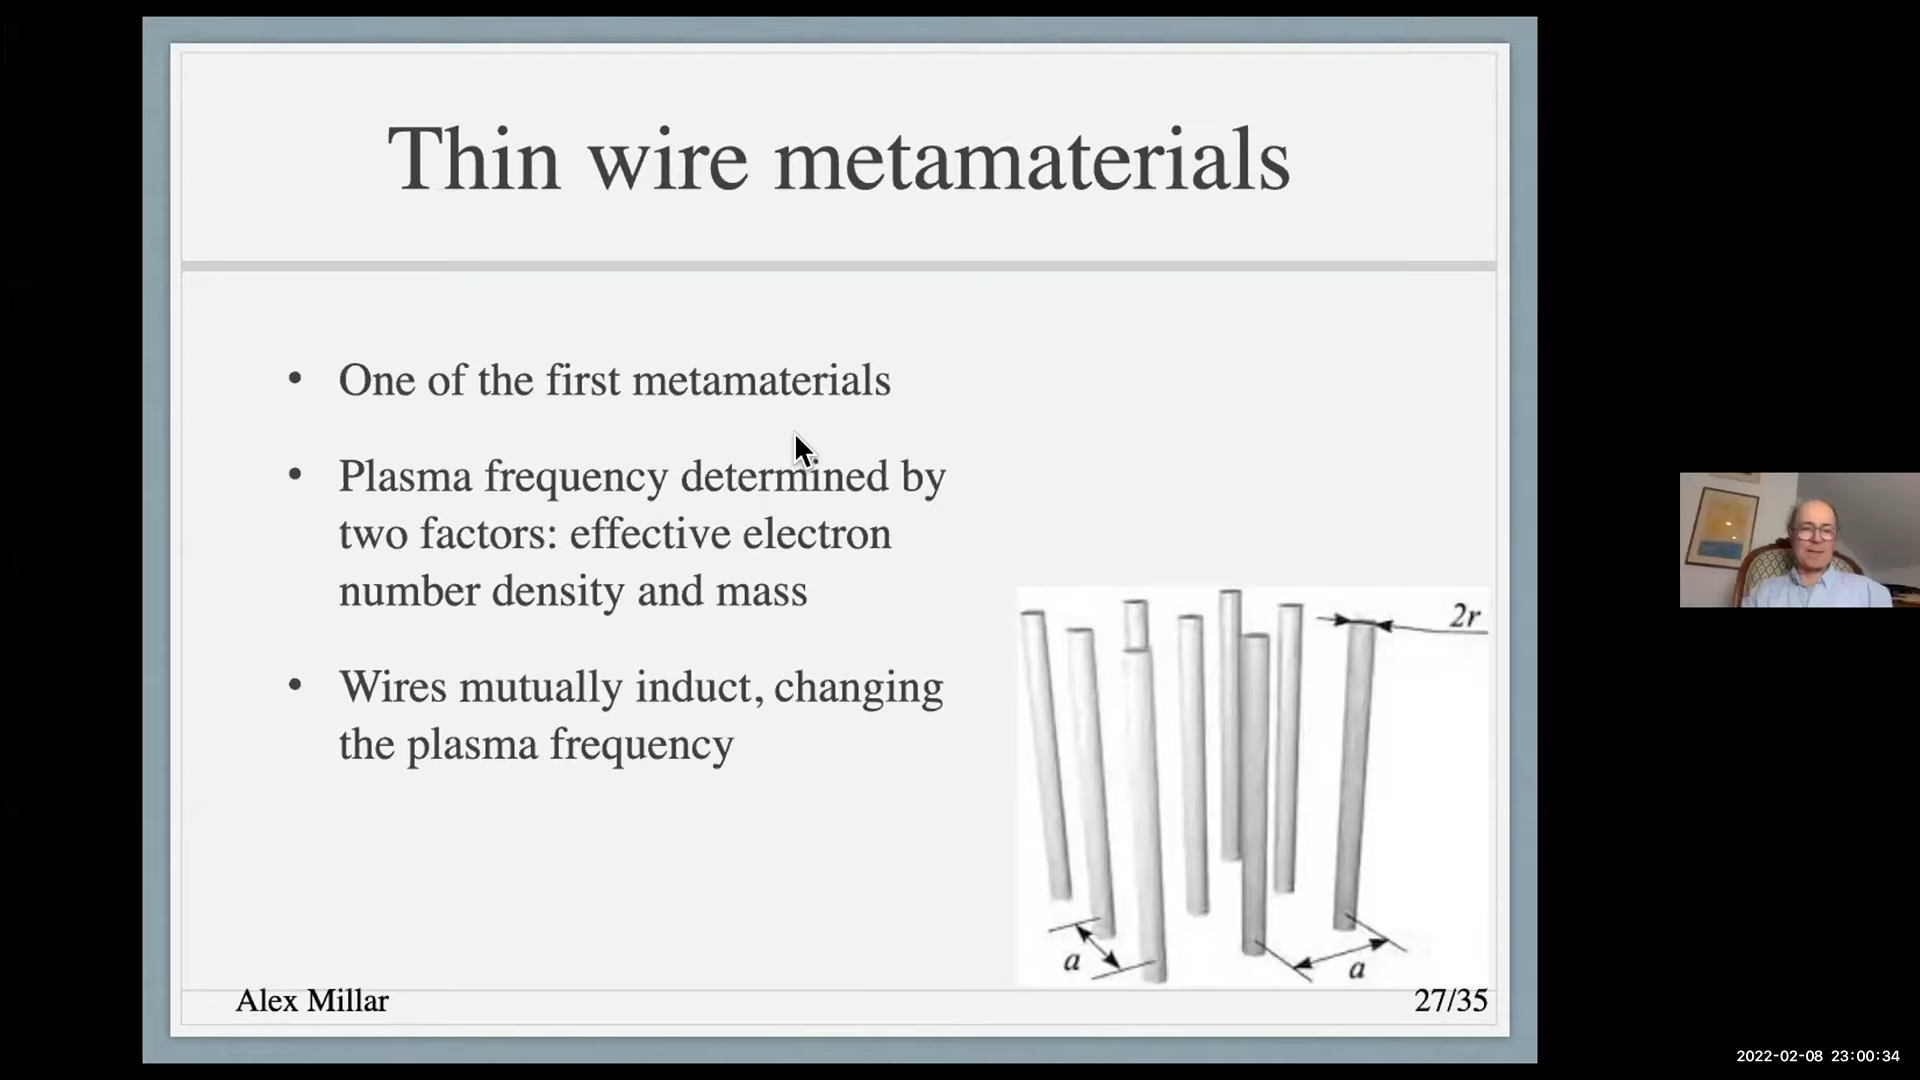 Thin wire metamaterials
• One of the first metamaterials
• Plasma frequency determined by
two factors: effective electron
number density and mass
• Wires mutually induct, changing
the plasma frequency
2r
a
a
Alex Millar
27/35
2022-02-08 23:00:34